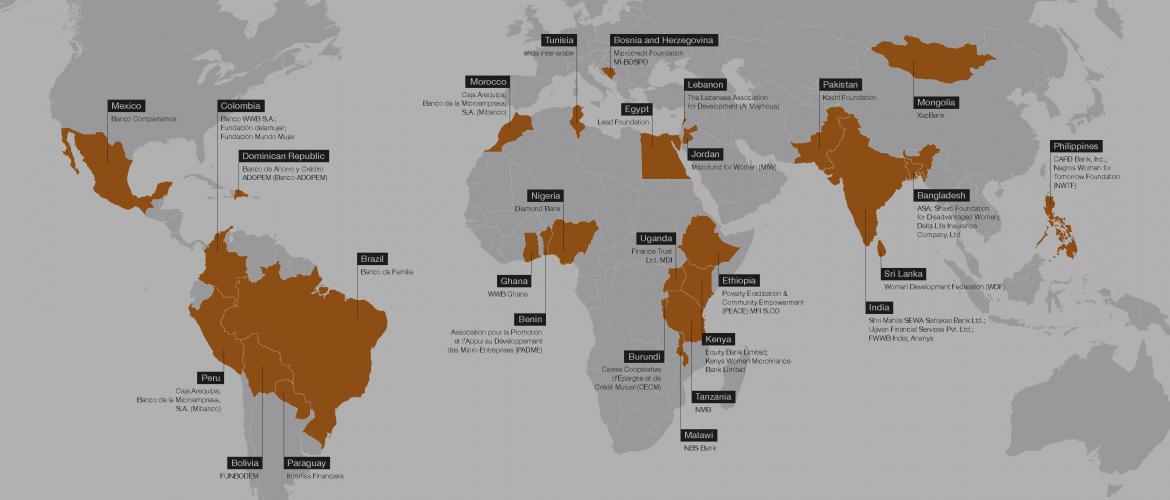 Mexico
Banco Compartamos
Colombia
Banco WWB S.A.;
Fundación delamujer;
Fundación Mundo Mujer
Dominican Republic
Banco de Ahorro y Crédito
ADOPEM (Banco ADOPEM)
Brazil
Banco da Família
Peru
Caja Arequipa;
Banco de la Microempresa,
S.A. (Mibanco)
Bolivia
FUNBODEM
Paraguay
Interfisa Financiera
Tunisia
enda inter-arabe
Bosnia and Herzegovina
Microcredit Foundation
MI-BOSPO
Morocco
Caja Arequipa;
Banco de la Microempresa,
S.A. (Mibanco)
Egypt
Lead Foundation
Lebanon
The Lebanese Association
for Development (Al Majmoua)
Jordan
Microfund for Women (MfW)
Nigeria
Diamond Bank
Ghana
WWB Ghana
Benin
Association pour la Promotion
et l'Appui au Développement
des Micro-Entreprises (PADME)
Uganda
Finance Trust
Ltd. MDI
Ethiopia
Poverty Eradication &
Community Empowerment
(PEACE) MFI S.CO
Kenya
Equity Bank Limited;
Kenya Women Microfinance
Bank Limited
Burundi
Caisse Coopérative
d'Epargne et de
Crédit Mutuel (CECM)
Tanzania
NMB
Malawi
NBS Bank
Pakistan
Kashf Foundation
Mongolia
XacBank
Bangladesh
ASA; Shakti Foundation
for Disadvantaged Women;
Delta Life Insurance
Company, Ltd.
Sri Lanka
Women Development Federation (WDF)
India
Shri Mahila SEWA Sahakari Bank Ltd.;
Ujjivan Financial Services Pvt. Ltd.;
FWWB India; Ananya
Philippines
CARD Bank, Inc.;
Negros Women for
Tomorrow Foundation
(NWTF)